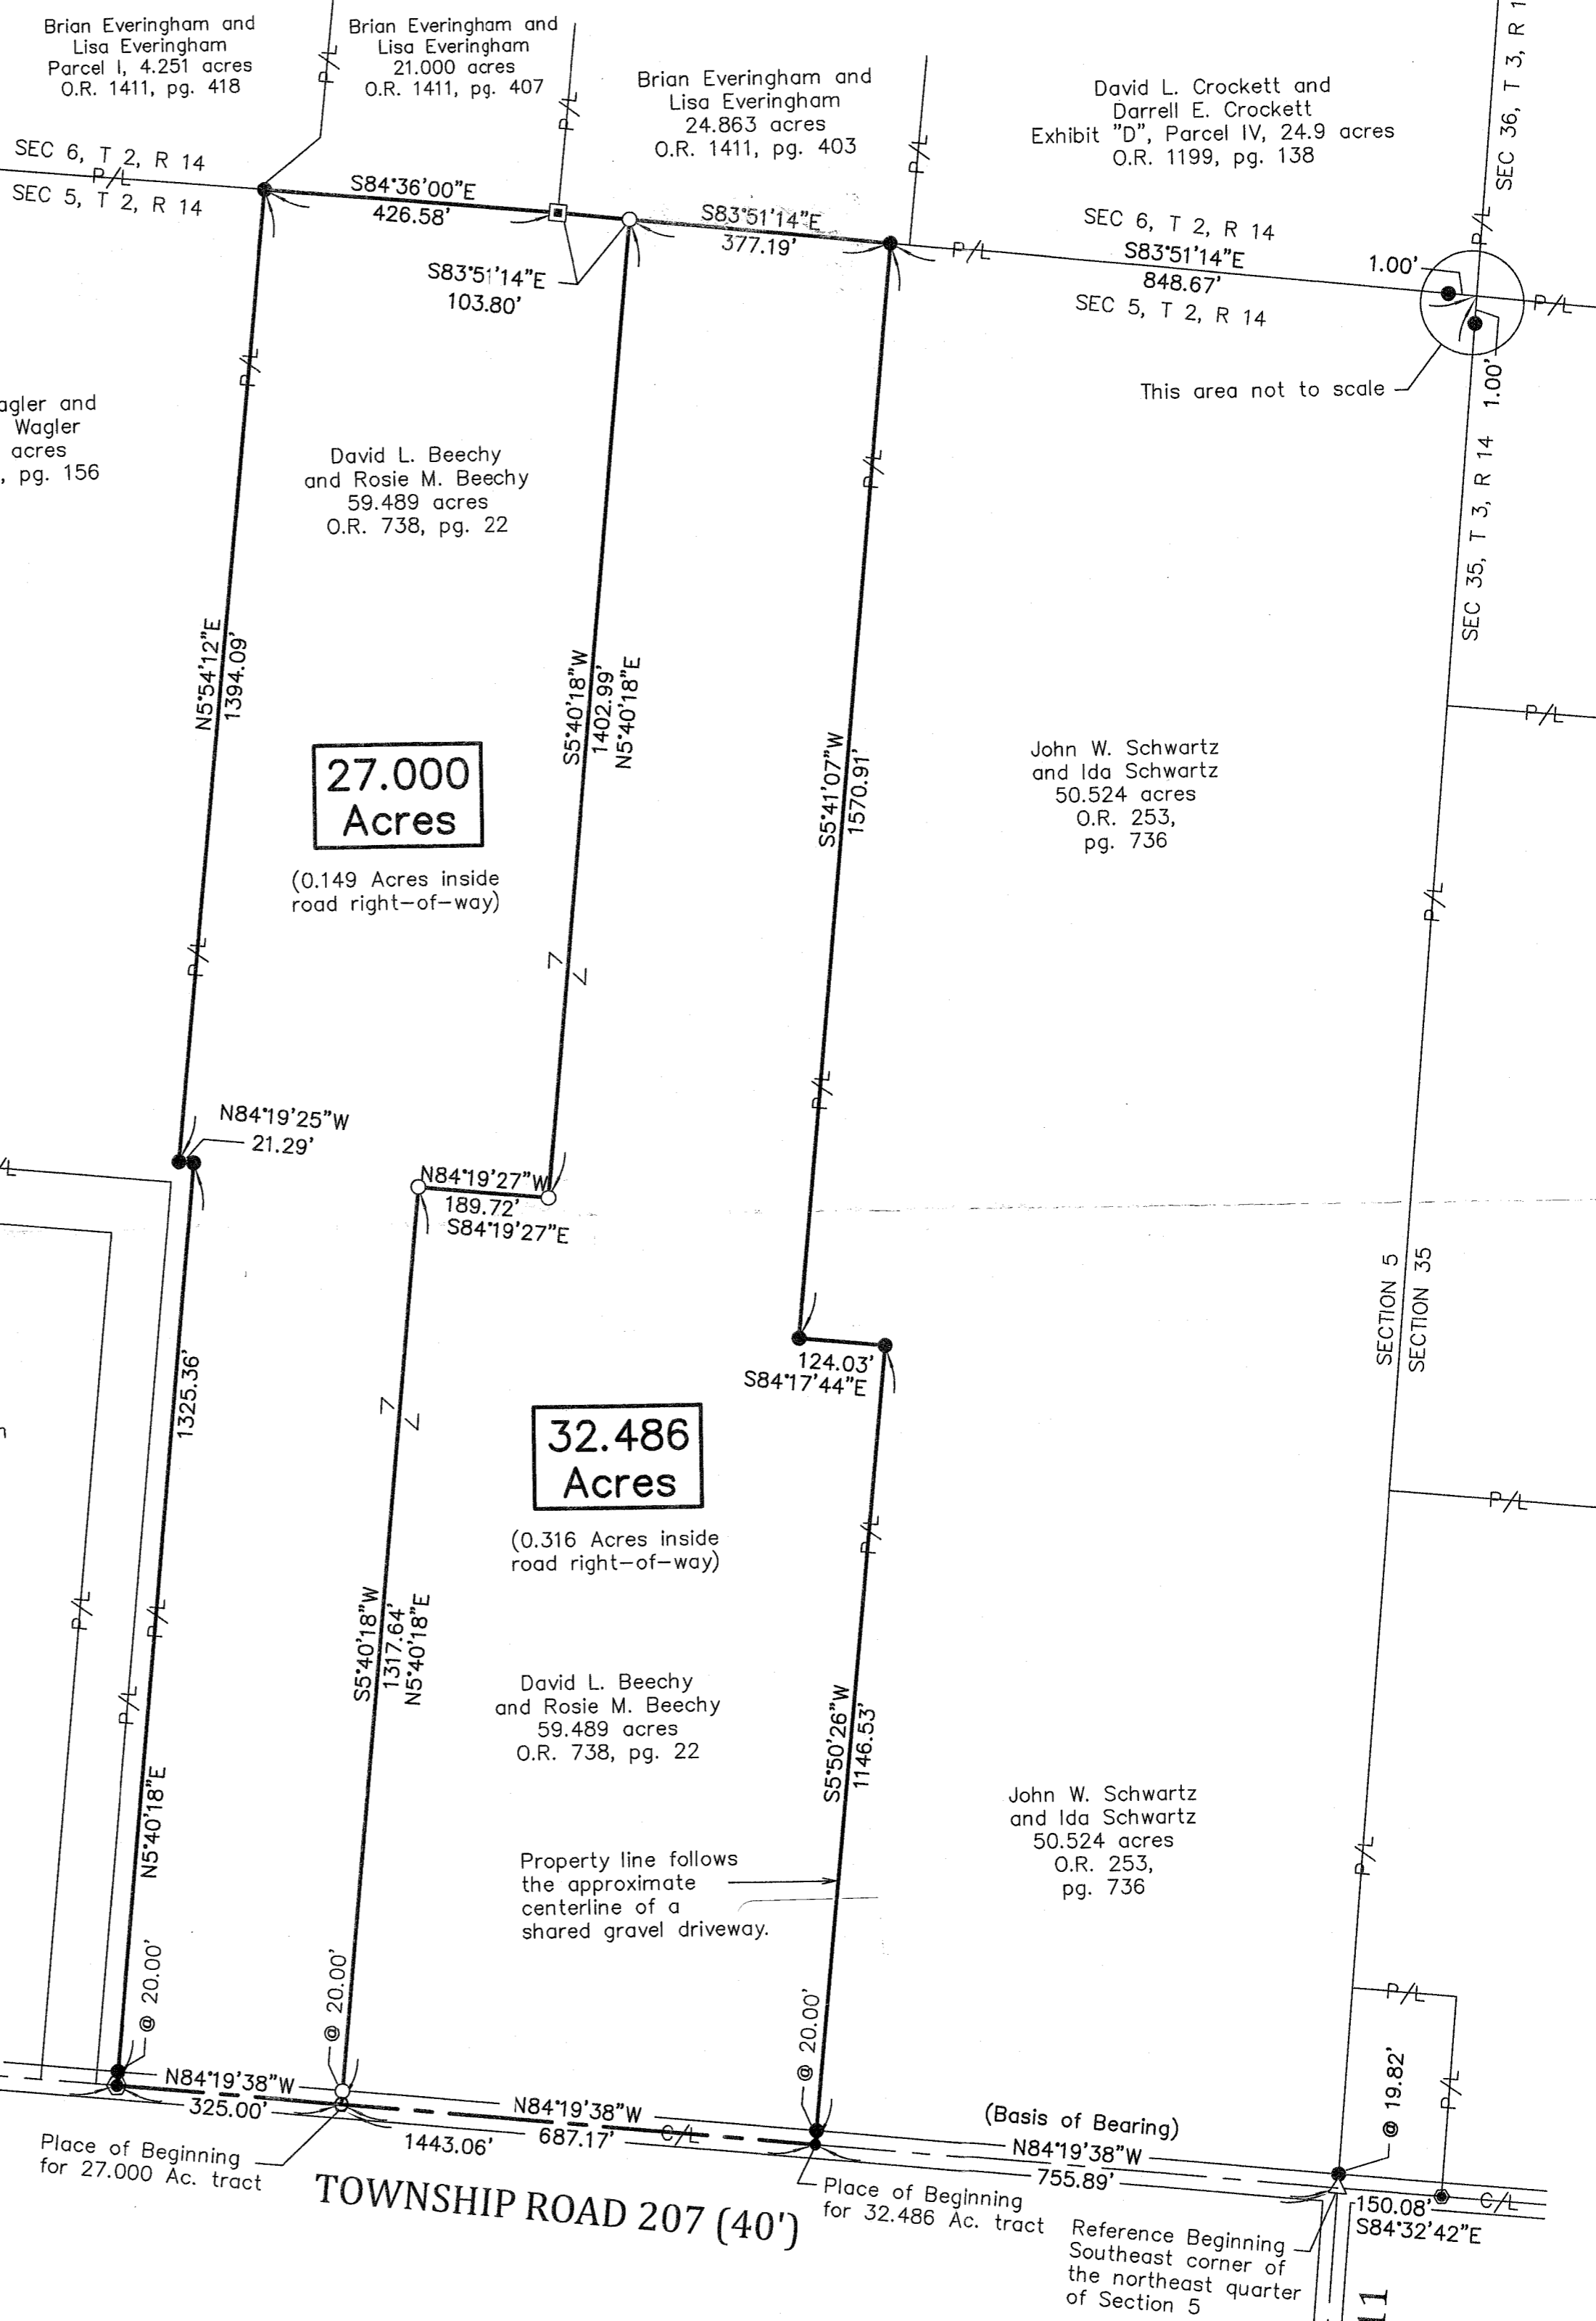 Brian Everingham and
Lisa Everingham
Parcel I, 4.251 acres
O.R. 1411, pg. 418
P/L
Brian Everingham and
Lisa Everingham
21.000 acres
O.R. 1411, pg. 407
P/L
Brian Everingham and
Lisa Everingham
24.863 acres
O.R. 1411, pg. 403
P/L
David L. Crockett and
Darrell E. Crockett
Exhibit "D", Parcel IV, 24.9 acres
O.R. 1199, pg. 138
SEC 36, T 3, R 1
P/L
SEC 6, T 2, R 14
P/L
SEC 5, T 2, R 14
S84°36'00"E
426.58'
S83°51'14"E
103.80'
S83°51'14"E
377.19'
P/L
SEC 6, T 2, R 14
S83°51'14"E
848.67'
SEC 5, T 2, R 14
1.00'
P/L
1.00'
This area not to scale
SEC 35, T 3, R 14
agler and
Wagler
acres
, pg. 156
P/L
David L. Beechy
and Rosie M. Beechy
59.489 acres
O.R. 738, pg. 22
P/L
N5°54'12"E
1394.09'
S5°40'18"W
1402.99'
N5°40'18"E
S5°41'07"W
1570.91'
P/L
John W. Schwartz
and Ida Schwartz
50.524 acres
O.R. 253,
pg. 736
27.000
Acres
(0.149 Acres inside
road right-of-way)
P/L
P/L
P/L
Z
Z
N84°19'25"W
21.29'
N84°19'27"W
189.72'
S84°19'27"E
SECTION 5
SECTION 35
1325.36'
124.03'
S84°17'44"E
Z
Z
32.486
Acres
(0.316 Acres inside
road right-of-way)
P/L
P/L
P/L
P/L
P/L
S5°40'18"W
1317.64'
N5°40'18"E
David L. Beechy
and Rosie M. Beechy
59.489 acres
O.R. 738, pg. 22
S5°50'26"W
1146.53'
N5°40'18"E
John W. Schwartz
and Ida Schwartz
50.524 acres
O.R. 253,
pg. 736
P/L
Property line follows
the approximate
centerline of a
shared gravel driveway.
@ 20.00'
@ 20.00'
@ 20.00'
P/L
@ 19.82'
P/L
N84°19'38"W
325.00'
N84°19'38"W
687.17'
C/L
1443.06'
(Basis of Bearing)
N84°19'38"W
755.89'
150.08'
S84°32'42"E
C/L
Place of Beginning
for 27.000 Ac. tract
TOWNSHIP ROAD 207 (40')
Place of Beginning
for 32.486 Ac. tract
Reference Beginning
Southeast corner of
the northeast quarter
of Section 5
11